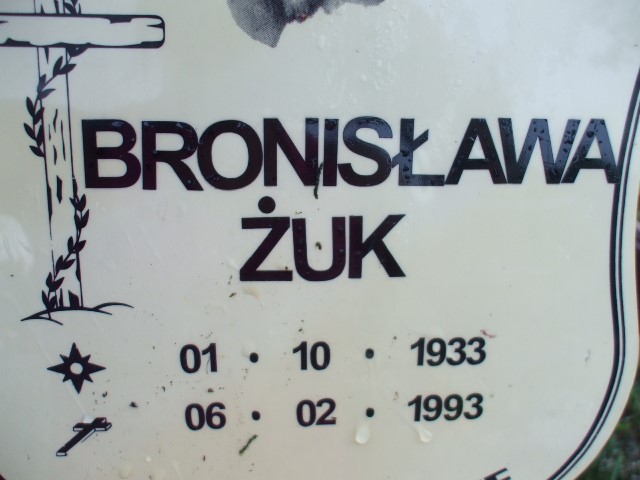 BRONISŁAWA
ŻUK
01 • 10 • 1933
06 • 02 • 1993